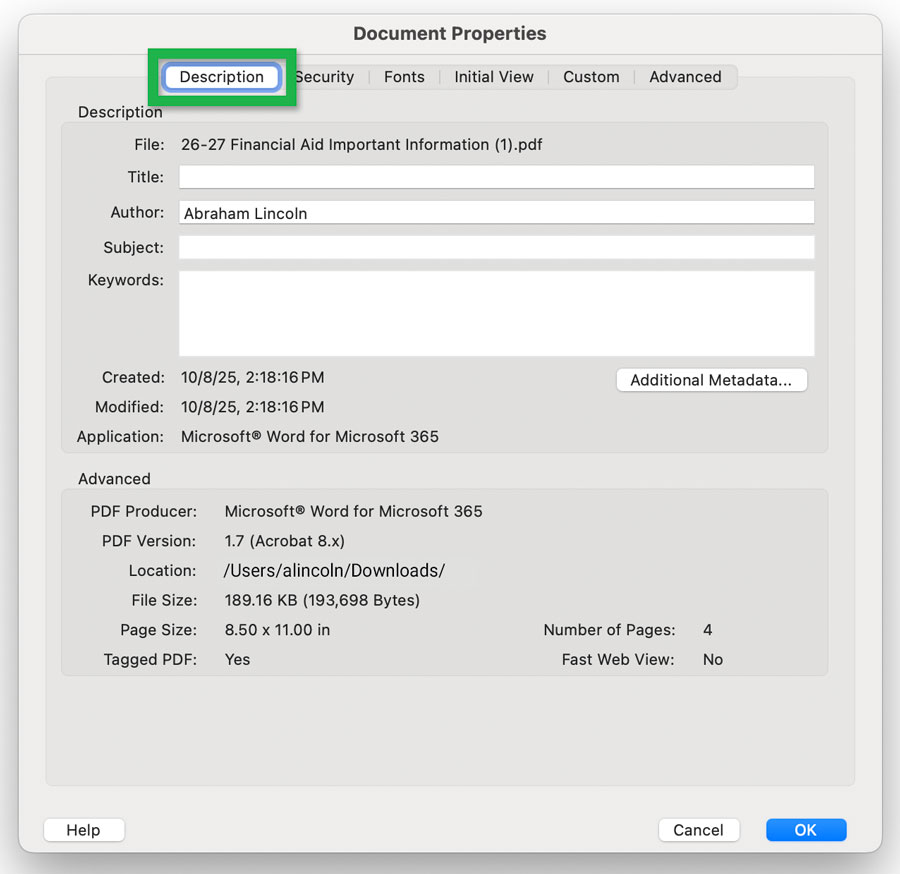 Document Properties
Description Security Fonts Initial View Custom Advanced
Description
File: 26-27 Financial Aid Important Information (1).pdf
Title:
Author: Abraham Lincoln
Subject:
Keywords:
Created: 10/8/25, 2:18:16 PM
Additional Metadata...
Modified: 10/8/25, 2:18:16 PM
Application: Microsoft® Word for Microsoft 365
Advanced
PDF Producer: Microsoft® Word for Microsoft 365
PDF Version: 1.7 (Acrobat 8.x)
Location: /Users/alincoln/Downloads/
File Size: 189.16 KB (193,698 Bytes)
Page Size: 8.50 x 11.00 in Number of Pages: 4
Tagged PDF: Yes Fast Web View: No
Help Cancel OK